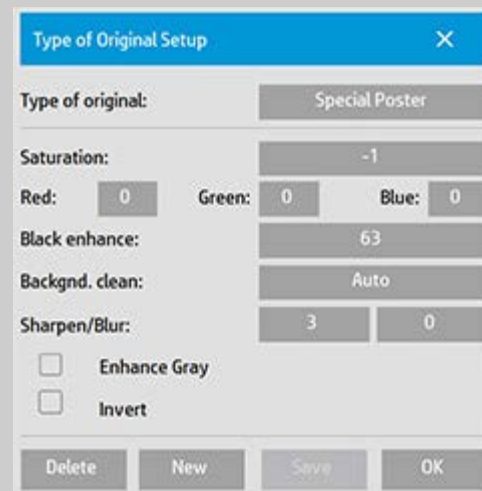 Type of Original Setup
Type of original: Special Poster
Saturation: -1
Red: 0 Green: 0 Blue: 0
Black enhance: 63
Backgnd. clean: Auto
Sharpen/Blur: 3 0
Enhance Gray
Invert
Delete New Save OK